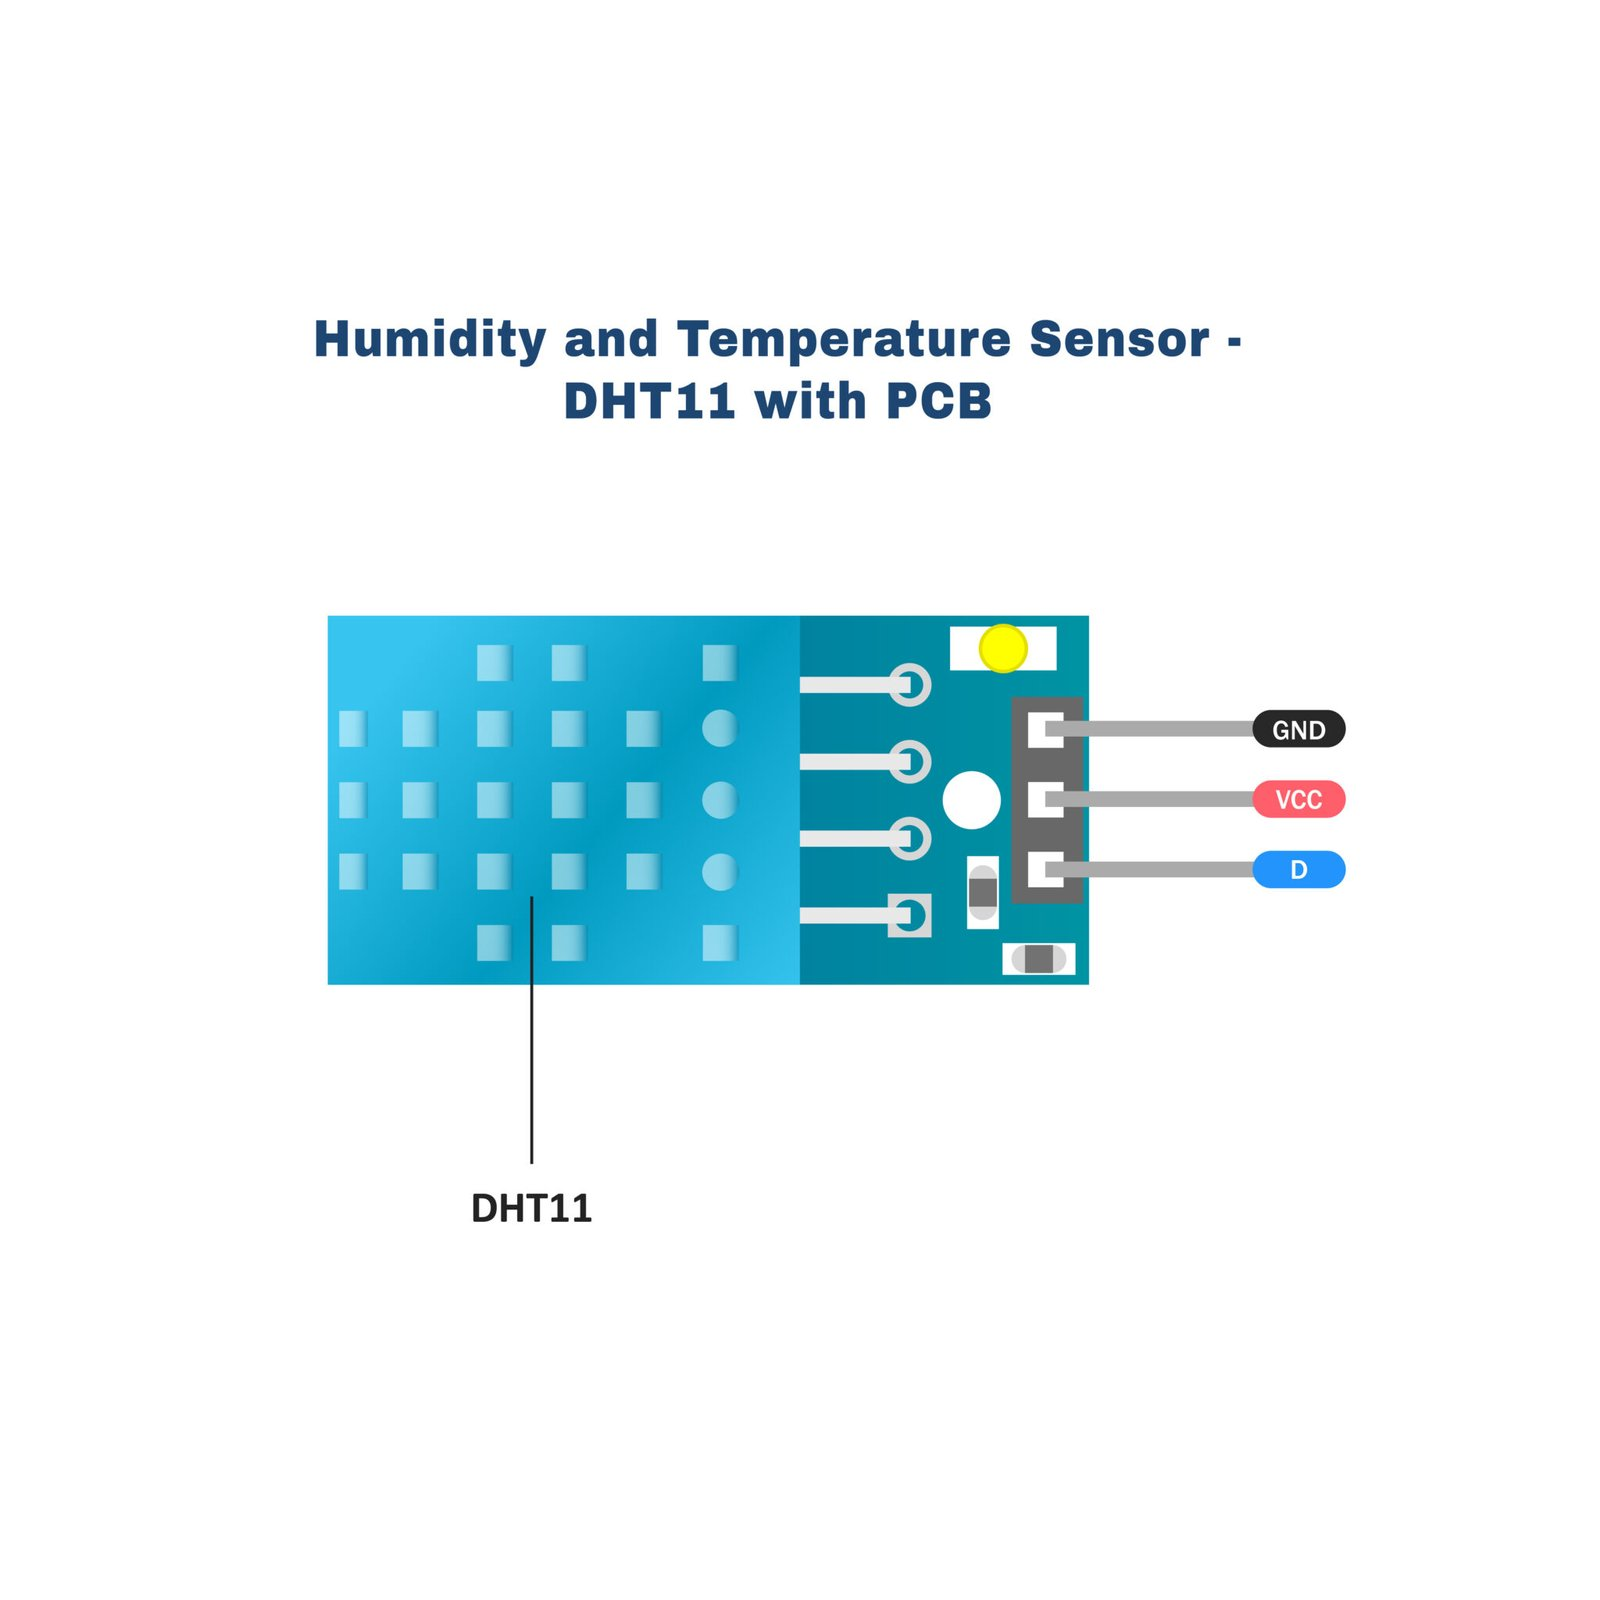 Humidity and Temperature Sensor -
DHT11 with PCB
GND
VCC
D
DHT11